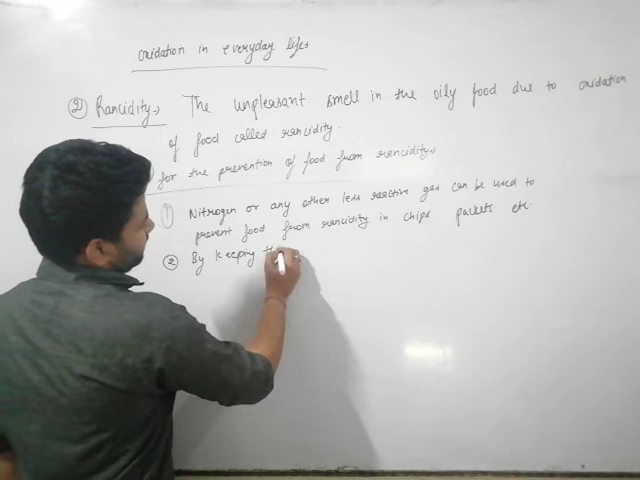 oxidation in everyday life
② Rancidity→ The unpleasant smell in the oily food due to oxidation
of food called rancidity.
for the prevention of food from rancidity→
① Nitrogen or any other less reactive gas can be used to
prevent food from rancidity in chips packets etc.
② By keeping